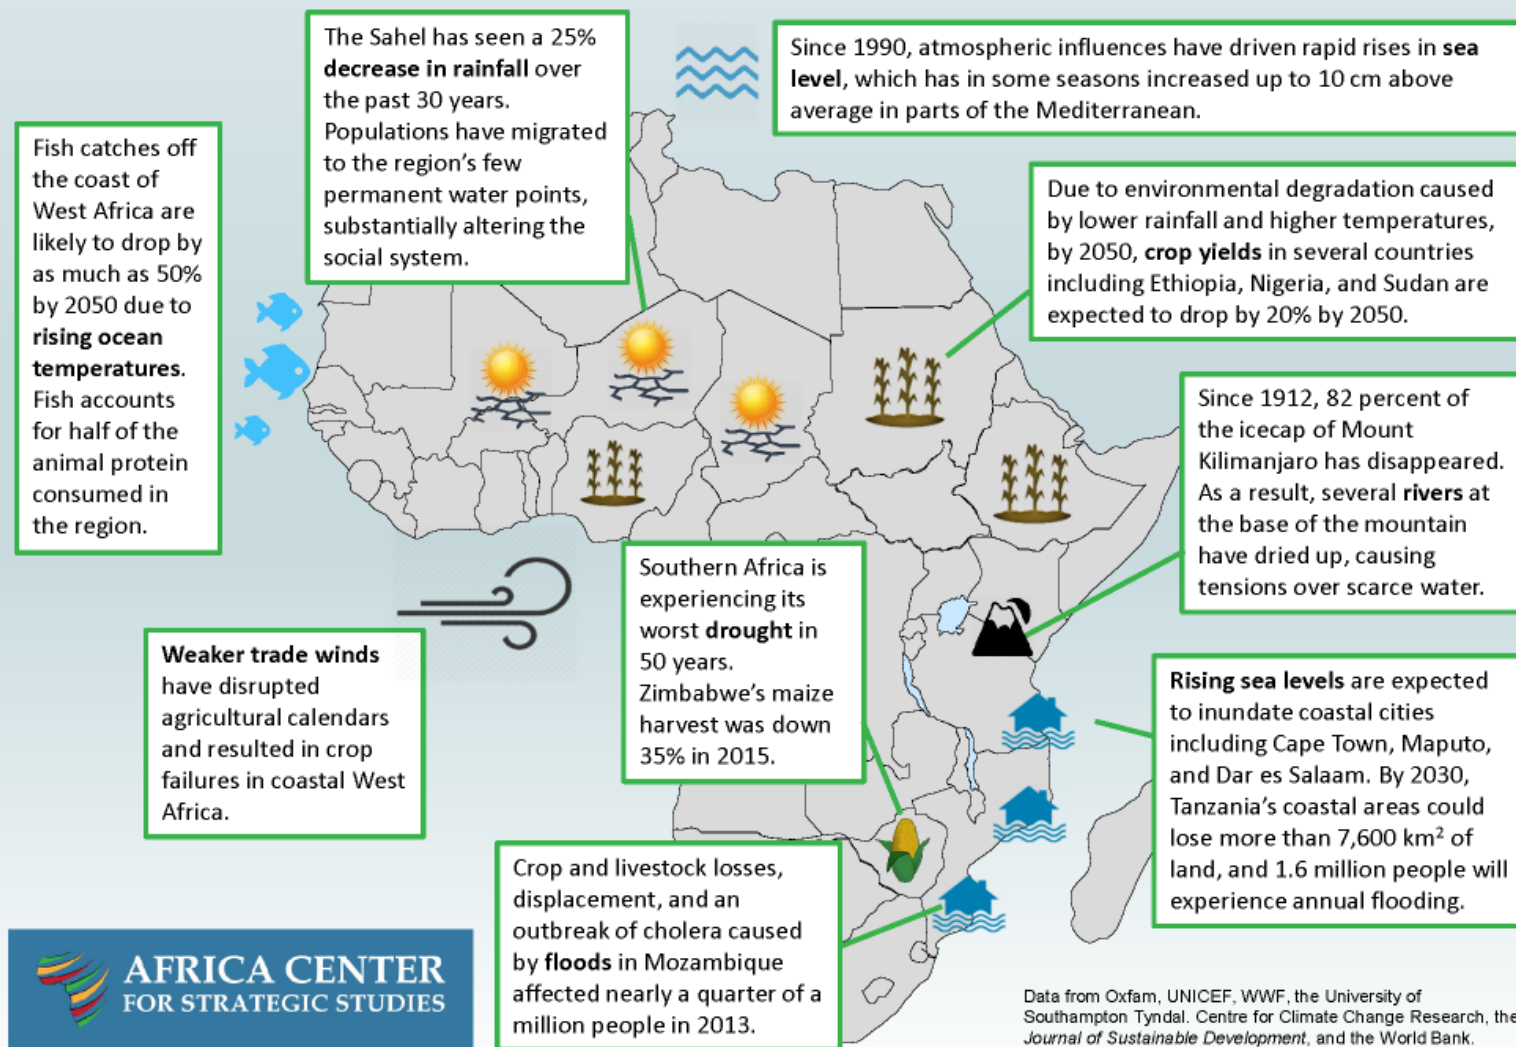 The Sahel has seen a 25%
decrease in rainfall over
the past 30 years.
Populations have migrated
to the region's few
permanent water points,
substantially altering the
social system.
Since 1990, atmospheric influences have driven rapid rises in sea
level, which has in some seasons increased up to 10 cm above
average in parts of the Mediterranean.
Fish catches off
the coast of
West Africa are
likely to drop by
as much as 50%
by 2050 due to
rising ocean
temperatures.
Fish accounts
for half of the
animal protein
consumed in
the region.
Due to environmental degradation caused
by lower rainfall and higher temperatures,
by 2050, crop yields in several countries
including Ethiopia, Nigeria, and Sudan are
expected to drop by 20% by 2050.
Since 1912, 82 percent of
the icecap of Mount
Kilimanjaro has disappeared.
As a result, several rivers at
the base of the mountain
have dried up, causing
tensions over scarce water.
Southern Africa is
experiencing its
worst drought in
50 years.
Zimbabwe's maize
harvest was down
35% in 2015.
Weaker trade winds
have disrupted
agricultural calendars
and resulted in crop
failures in coastal West
Africa.
Rising sea levels are expected
to inundate coastal cities
including Cape Town, Maputo,
and Dar es Salaam. By 2030,
Tanzania's coastal areas could
lose more than 7,600 km² of
land, and 1.6 million people will
experience annual flooding.
Crop and livestock losses,
displacement, and an
outbreak of cholera caused
by floods in Mozambique
affected nearly a quarter of a
million people in 2013.
AFRICA CENTER
FOR STRATEGIC STUDIES
Data from Oxfam, UNICEF, WWF, the University of
Southampton Tyndal. Centre for Climate Change Research, the
Journal of Sustainable Development, and the World Bank.